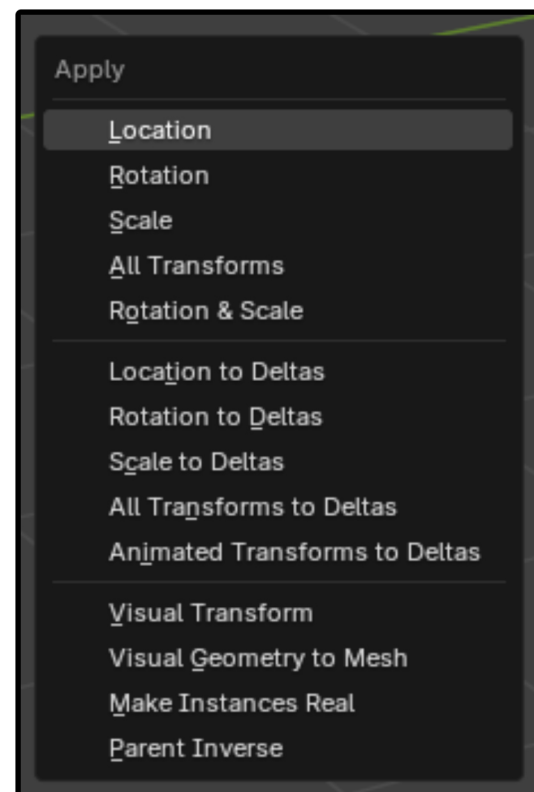 Apply
Location
Rotation
Scale
All Transforms
Rotation & Scale
Location to Deltas
Rotation to Deltas
Scale to Deltas
All Transforms to Deltas
Animated Transforms to Deltas
Visual Transform
Visual Geometry to Mesh
Make Instances Real
Parent Inverse